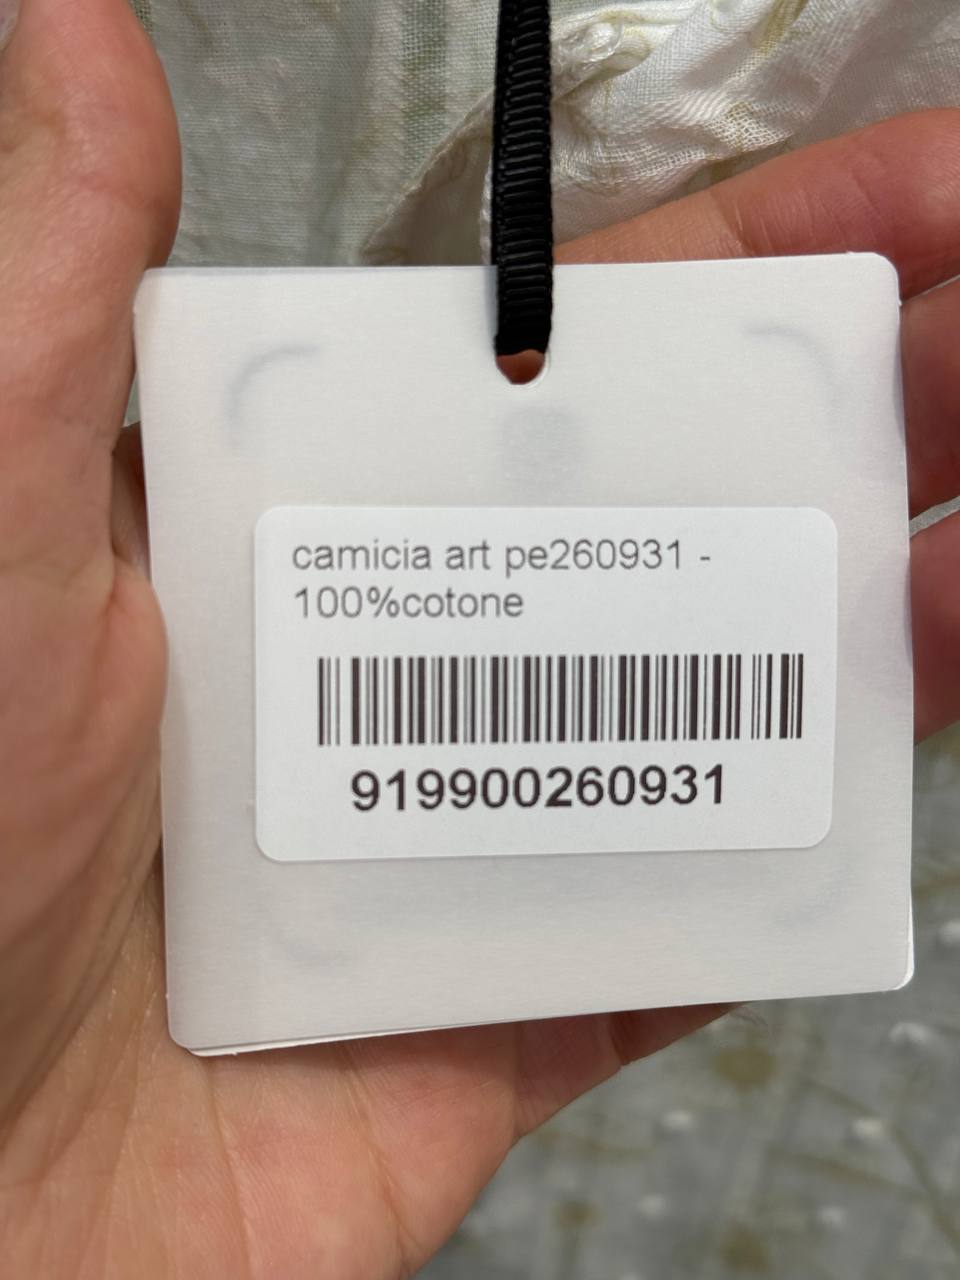 camicia art pe260931 -
100%cotone
919900260931